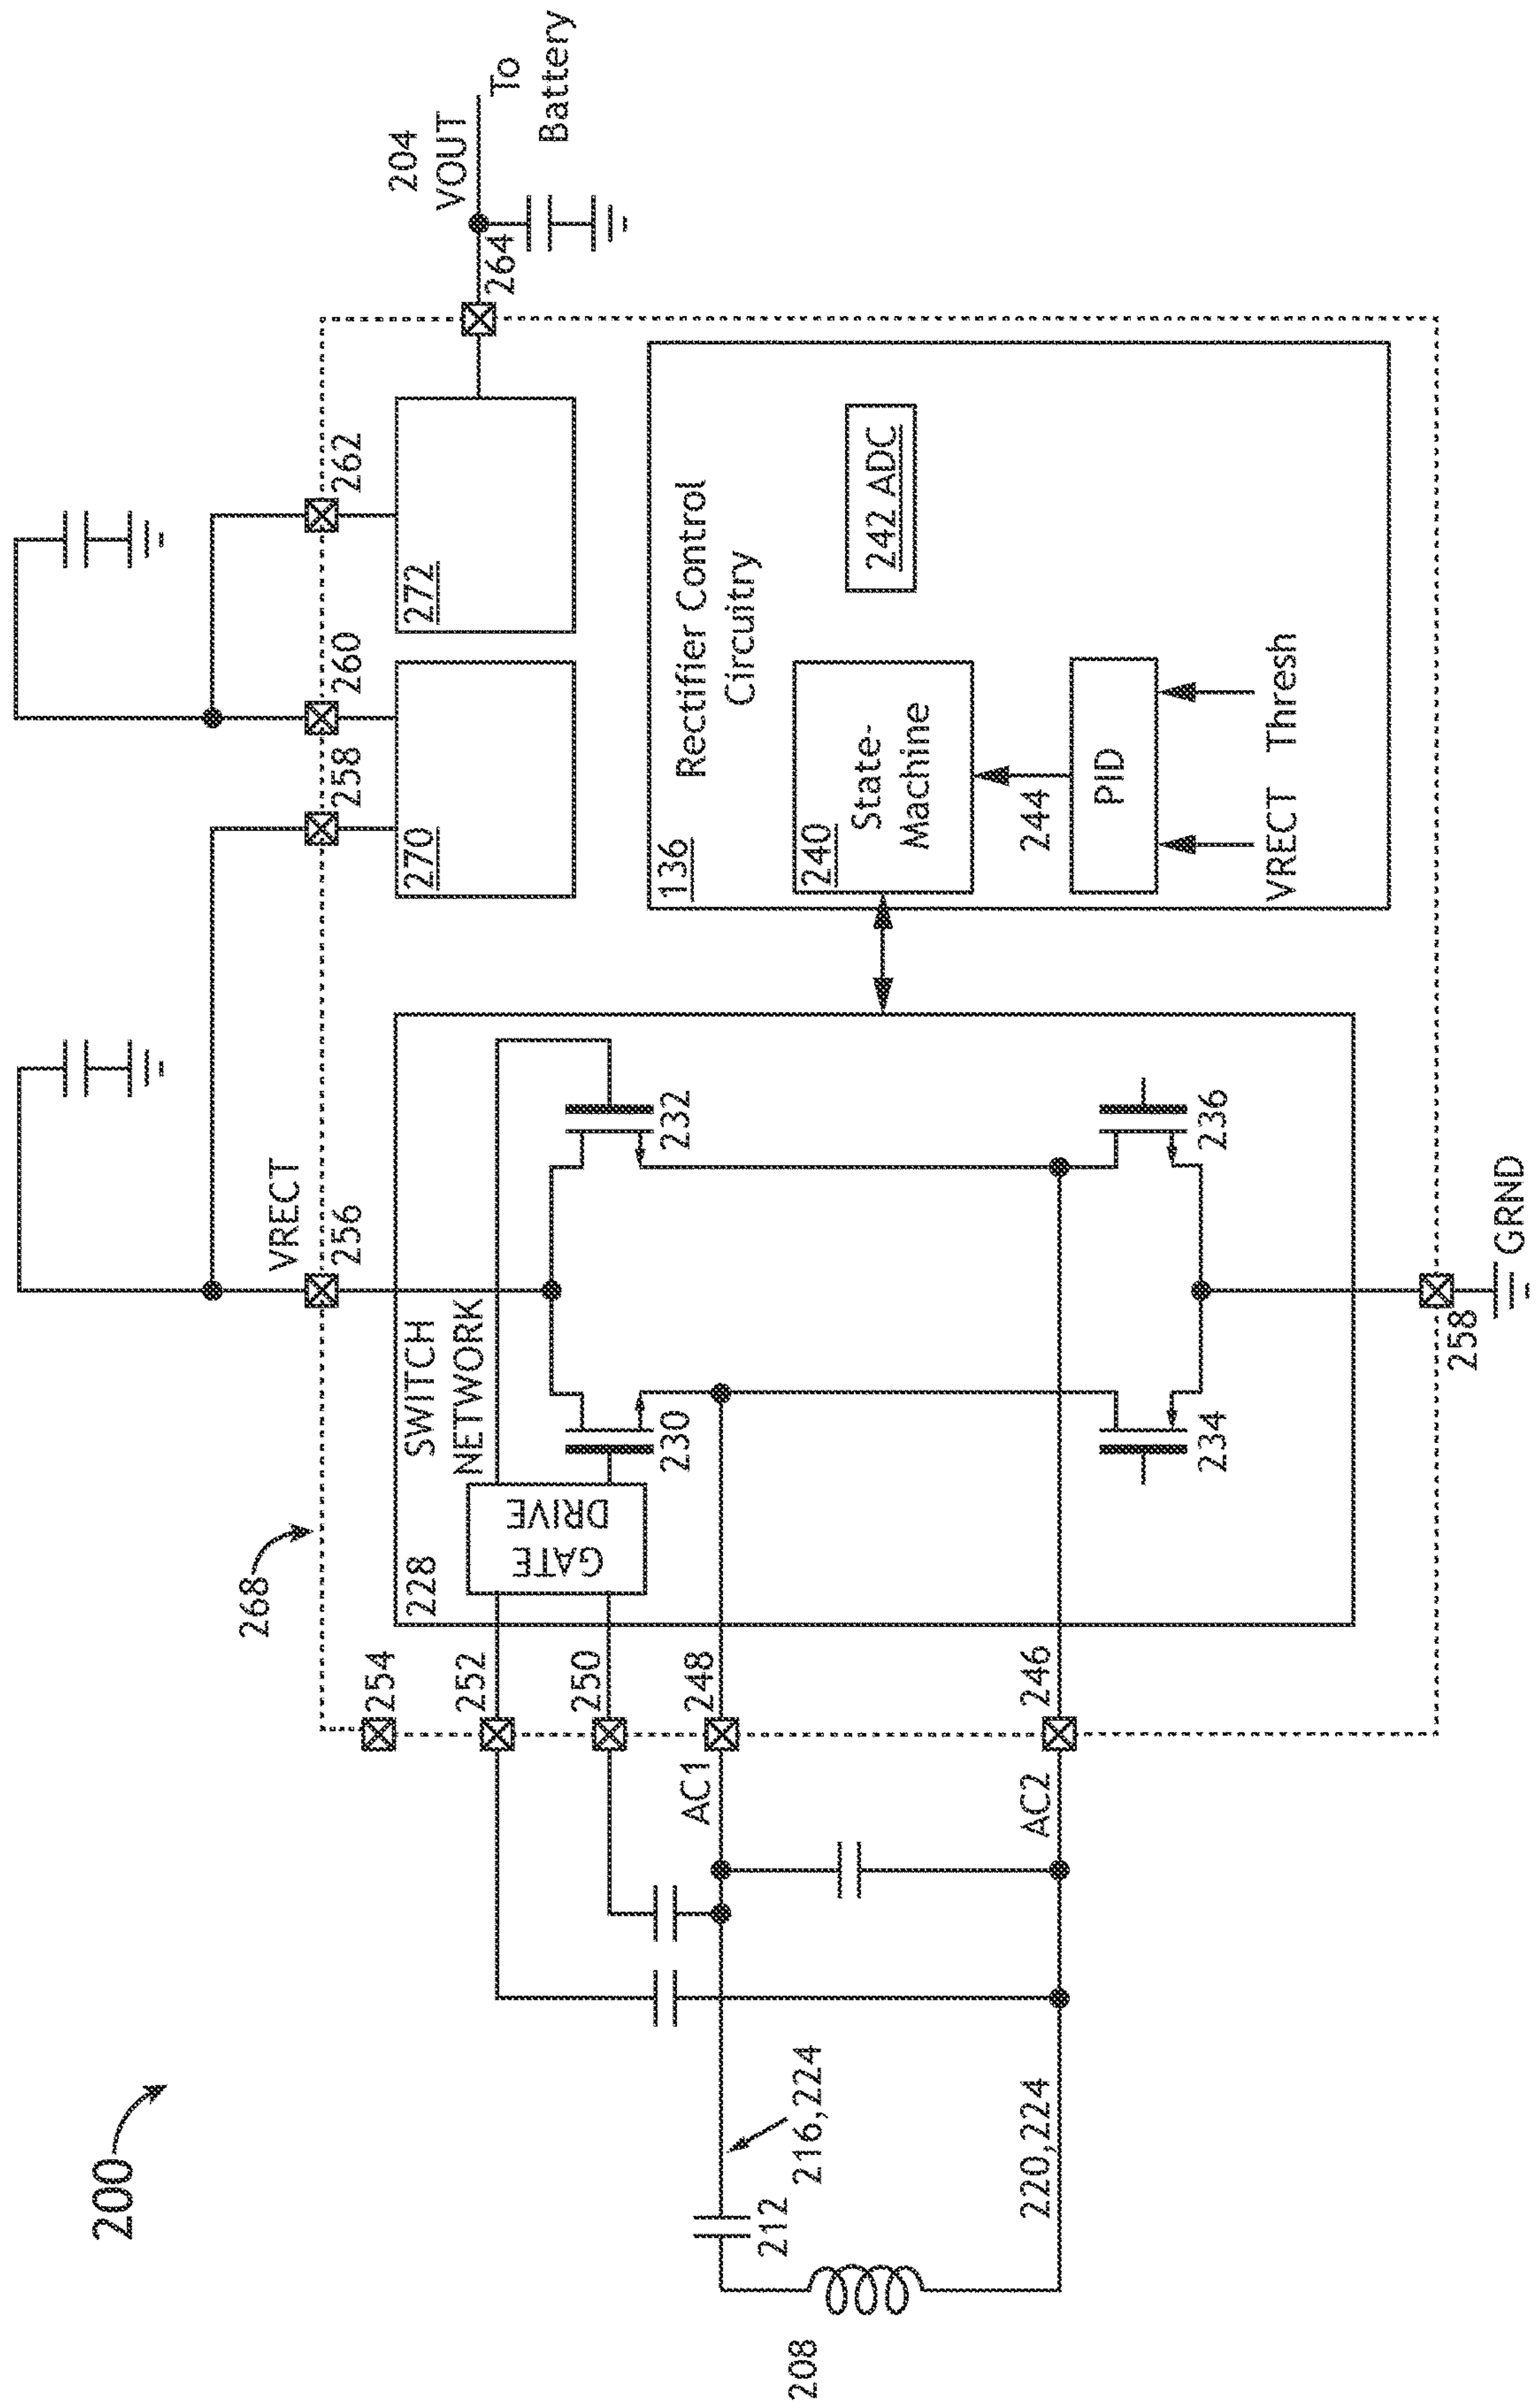 200
268
VRECT
256
258
260
262
204
VOUT
264
To
Battery
254
252
250
AC1
248
AC2
246
228
SWITCH
NETWORK
GATE
DRIVE
230
232
234
236
270
272
136
Rectifier Control
Circuitry
242 ADC
240
State-
Machine
244
PID
VRECT Thresh
208
212
216,224
220,224
258
GRND